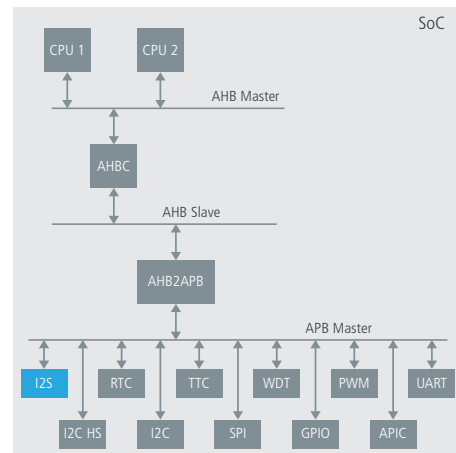 SoC
CPU 1 CPU 2
AHB Master
AHBC
AHB Slave
AHB2APB
APB Master
I2S RTC TTC WDT PWM UART
I2C HS I2C SPI GPIO APIC